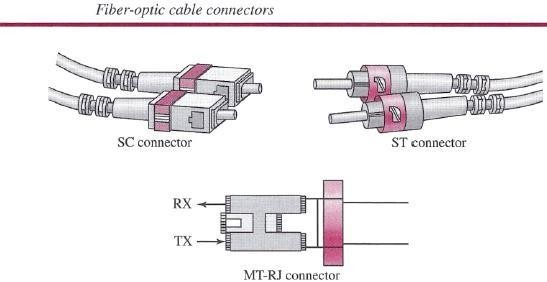 Fiber-optic cable connectors
SC connector
ST connector
RX
TX
MT-RJ connector